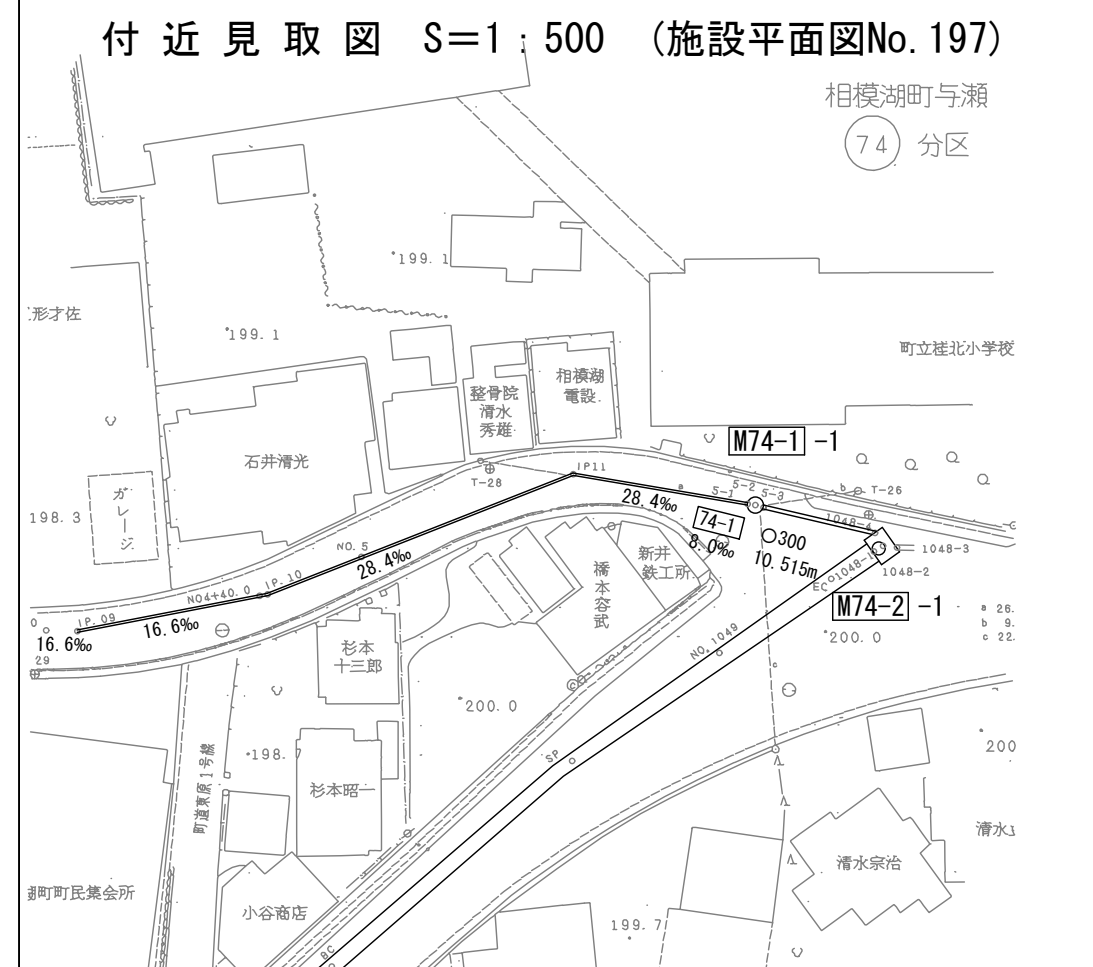 付近見取図 S=1:500 (施設平面図No.197)
相模湖町与瀬
74 分区
199.1
形才佐
199.1
町立桂北小学校
相模湖
電設
整骨院
清水
秀雄
M74-1 -1
石井清光
IP11
T-28
5-1
5-2
5-3
a
b
T-26
ガレージ
198.3
28.4‰
74-1
8.0‰
○300
10.515m
1048-4
1048-3
1048-2
NO.5
28.4‰
新井
鉄工所
橋本容武
IP.10
NO4+40.0
EC
M74-2 -1
IP.09
16.6‰
16.6‰
29
a 26.
b 9.
c 22.
200.0
NO.1049
杉本
十三郎
200.0
SP
198.
町道東原1号線
杉本昭一
200
清水
清水宗治
町町民集会所
小谷商店
199.7
BC